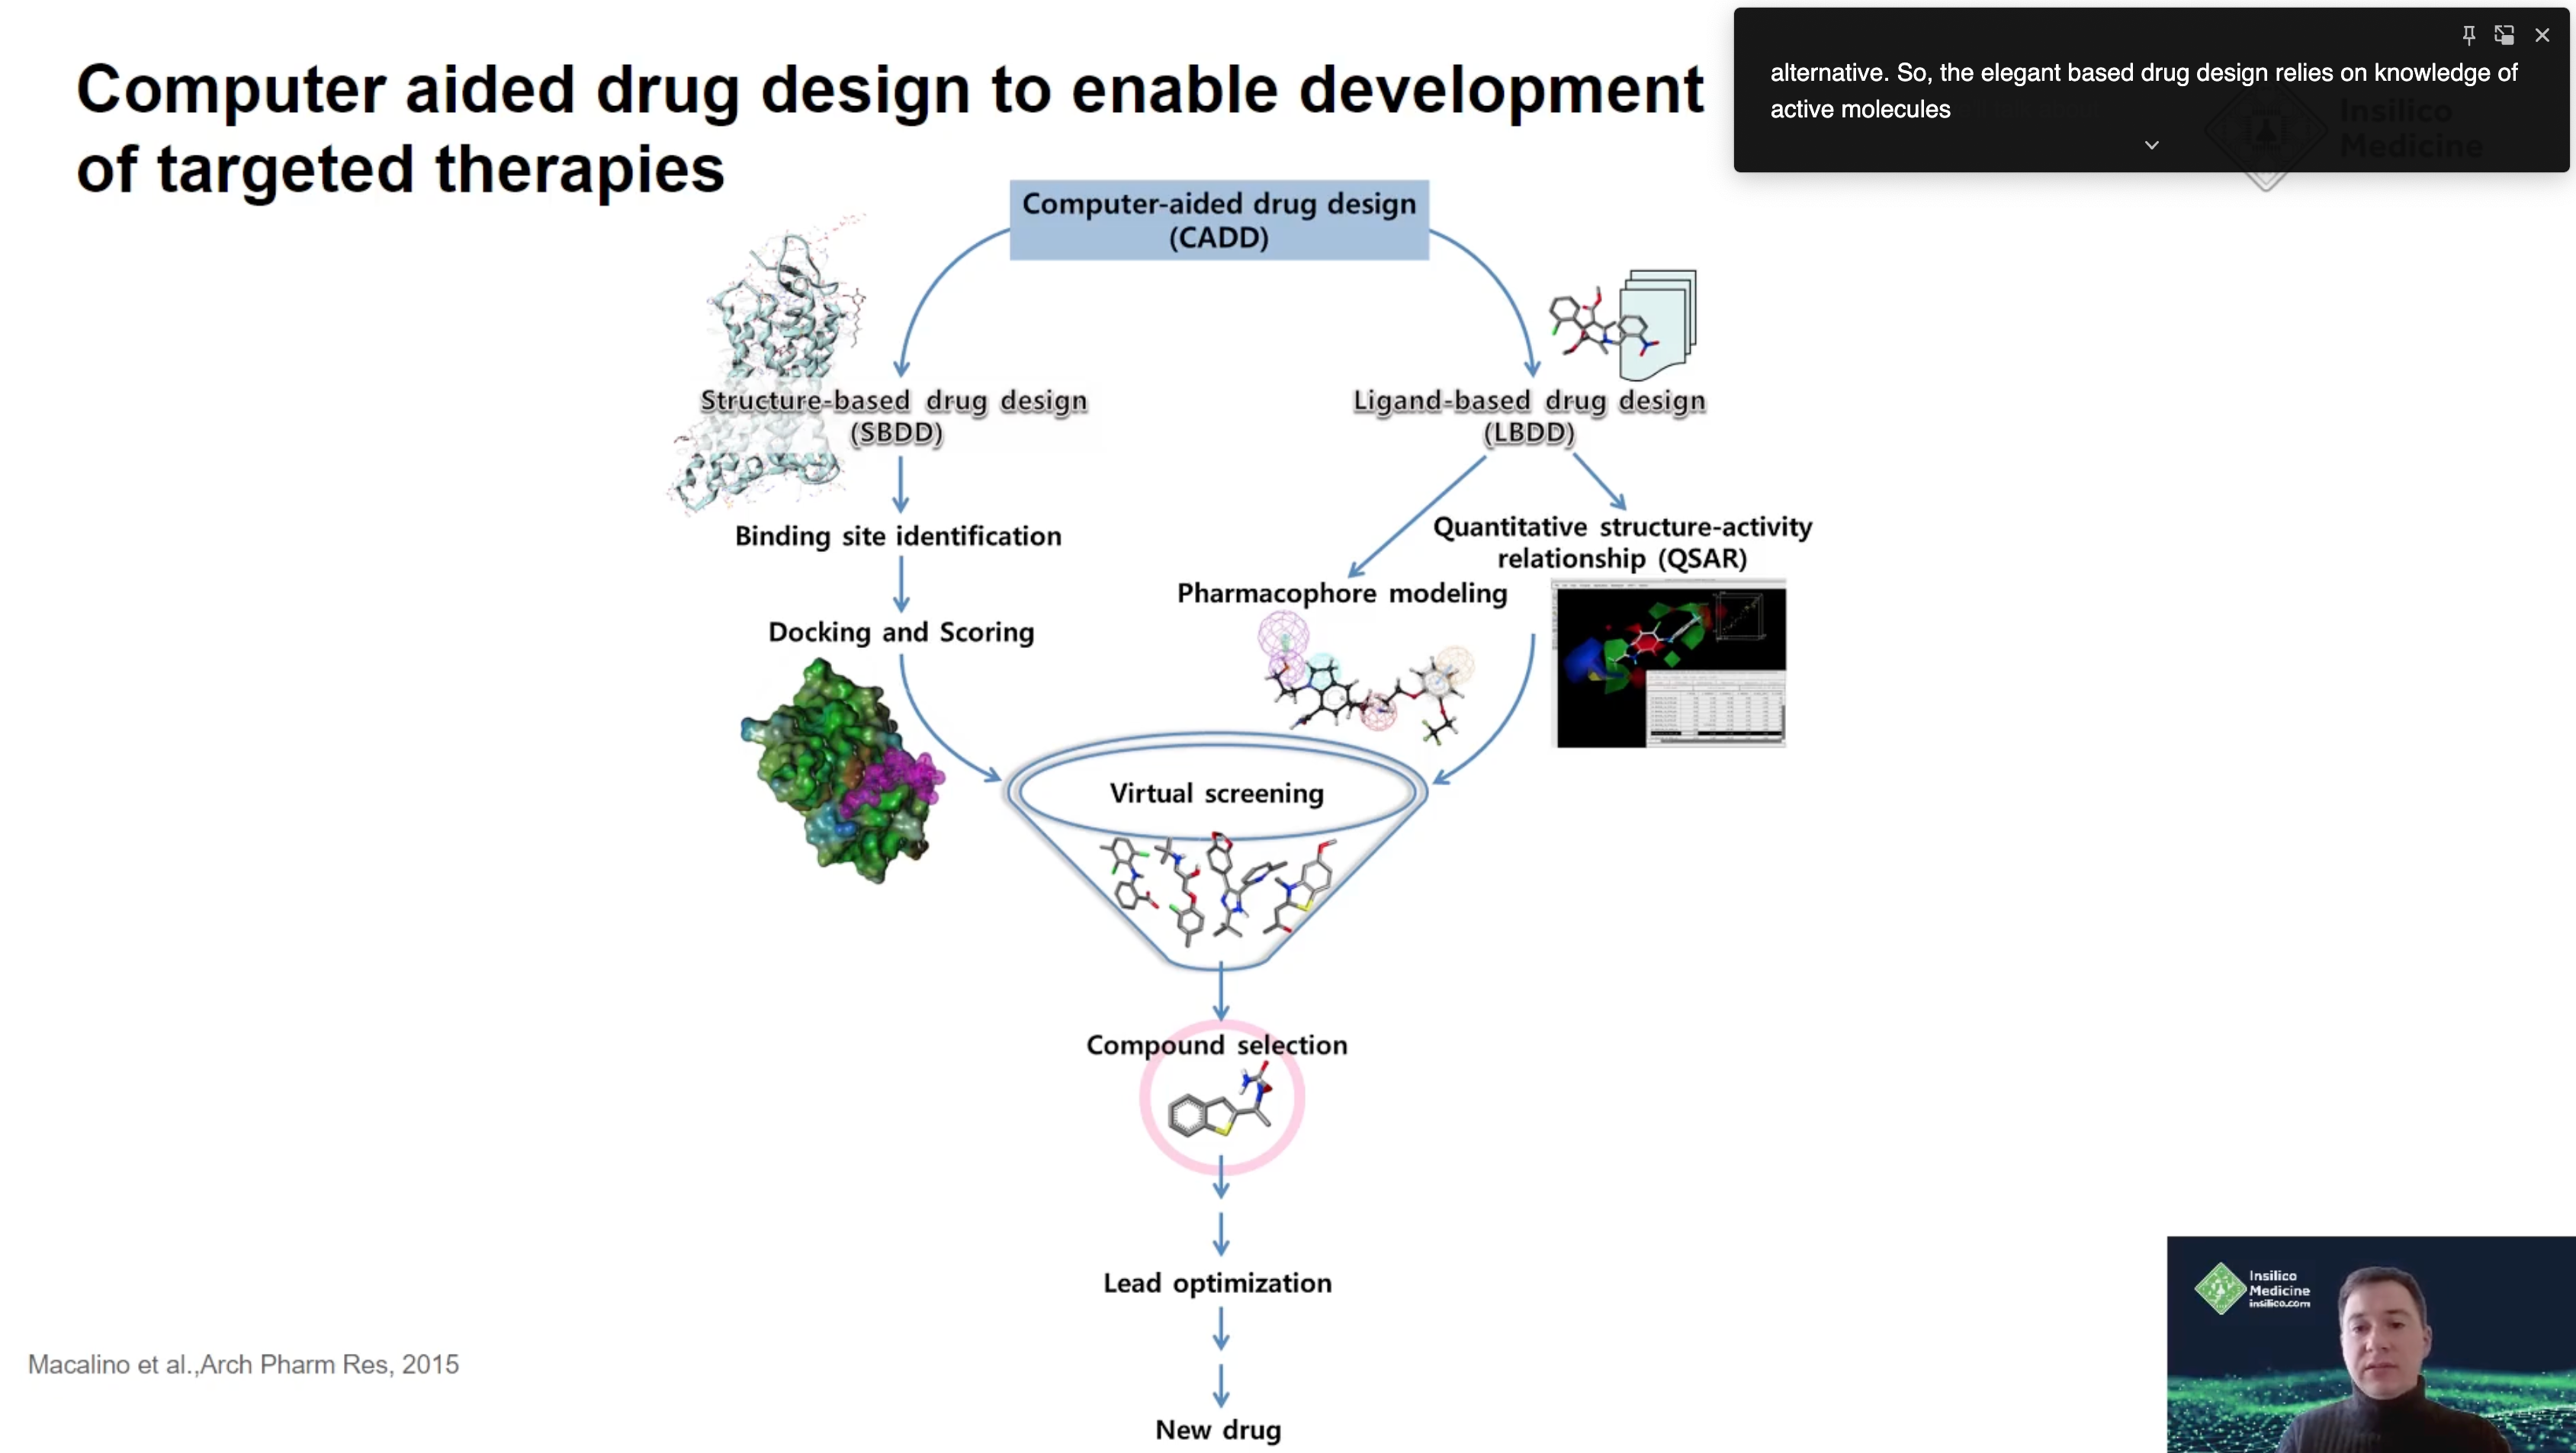 Computer aided drug design to enable development
of targeted therapies
alternative. So, the elegant based drug design relies on knowledge of
active molecules
Insilico
Medicine
Computer-aided drug design
(CADD)
Structure-based drug design
(SBDD)
Ligand-based drug design
(LBDD)
Binding site identification
Quantitative structure-activity
relationship (QSAR)
Pharmacophore modeling
Docking and Scoring
Virtual screening
Compound selection
Lead optimization
New drug
Macalino et al.,Arch Pharm Res, 2015
Insilico
Medicine
insilico.com